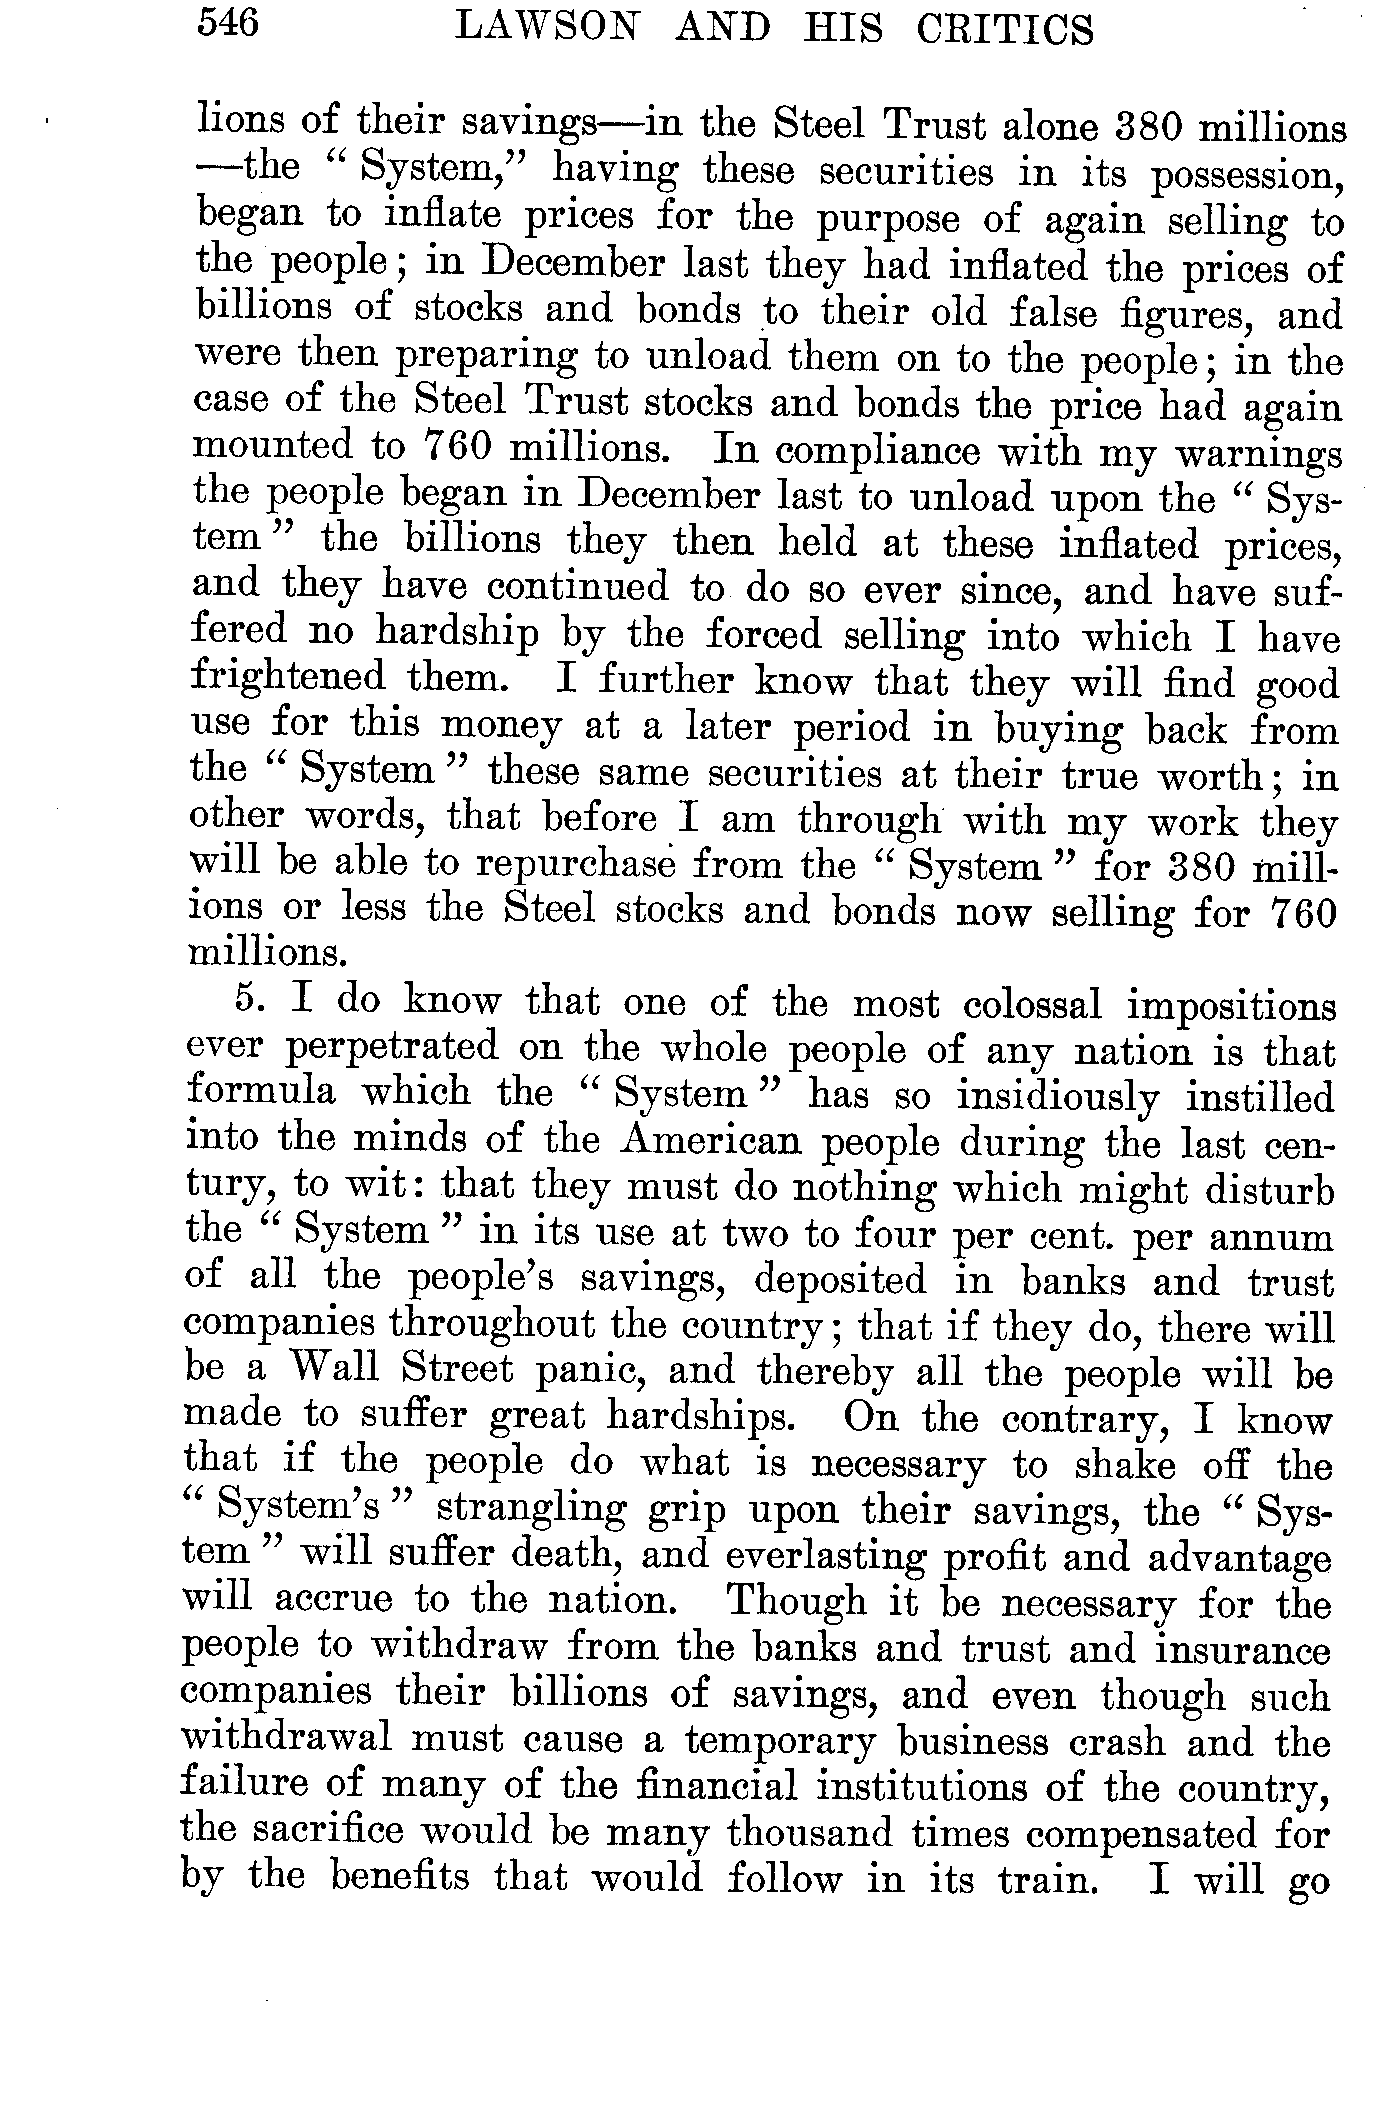 546 LAWSON AND HIS CRITICS
lions of their savings—in the Steel Trust alone 380 millions
—the “ System,” having these securities in its possession,
began to inflate prices for the purpose of again selling to
the people; in December last they had inflated the prices of
billions of stocks and bonds to their old false figures, and
were then preparing to unload them on to the people; in the
case of the Steel Trust stocks and bonds the price had again
mounted to 760 millions. In compliance with my warnings
the people began in December last to unload upon the “ Sys-
tem ” the billions they then held at these inflated prices,
and they have continued to do so ever since, and have suf-
fered no hardship by the forced selling into which I have
frightened them. I further know that they will find good
use for this money at a later period in buying back from
the “ System ” these same securities at their true worth; in
other words, that before I am through with my work they
will be able to repurchase from the “ System ” for 380 mill-
ions or less the Steel stocks and bonds now selling for 760
millions.
5. I do know that one of the most colossal impositions
ever perpetrated on the whole people of any nation is that
formula which the “ System ” has so insidiously instilled
into the minds of the American people during the last cen-
tury, to wit: that they must do nothing which might disturb
the “ System ” in its use at two to four per cent. per annum
of all the people’s savings, deposited in banks and trust
companies throughout the country; that if they do, there will
be a Wall Street panic, and thereby all the people will be
made to suffer great hardships. On the contrary, I know
that if the people do what is necessary to shake off the
“ System’s ” strangling grip upon their savings, the “ Sys-
tem ” will suffer death, and everlasting profit and advantage
will accrue to the nation. Though it be necessary for the
people to withdraw from the banks and trust and insurance
companies their billions of savings, and even though such
withdrawal must cause a temporary business crash and the
failure of many of the financial institutions of the country,
the sacrifice would be many thousand times compensated for
by the benefits that would follow in its train. I will go